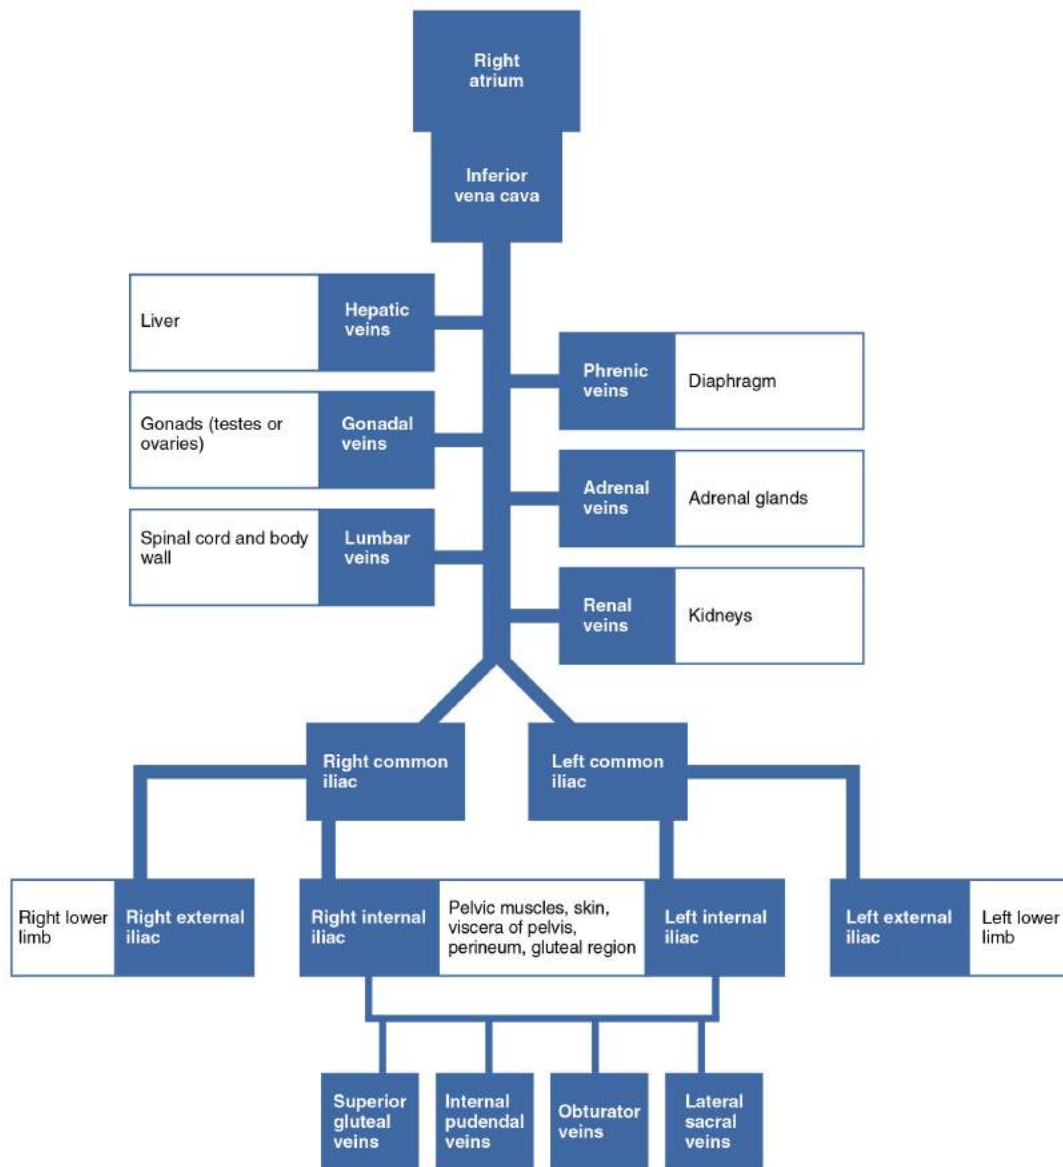 Right
atrium
Inferior
vena cava
Liver
Hepatic
veins
Phrenic
veins
Diaphragm
Gonads (testes or
ovaries)
Gonadal
veins
Adrenal
veins
Adrenal glands
Spinal cord and body
wall
Lumbar
veins
Renal
veins
Kidneys
Right common
iliac
Left common
iliac
Right lower
limb
Right external
iliac
Right internal
iliac
Pelvic muscles, skin,
viscera of pelvis,
perineum, gluteal region
Left internal
iliac
Left external
iliac
Left lower
limb
Superior
gluteal
veins
Internal
pudendal
veins
Obturator
veins
Lateral
sacral
veins